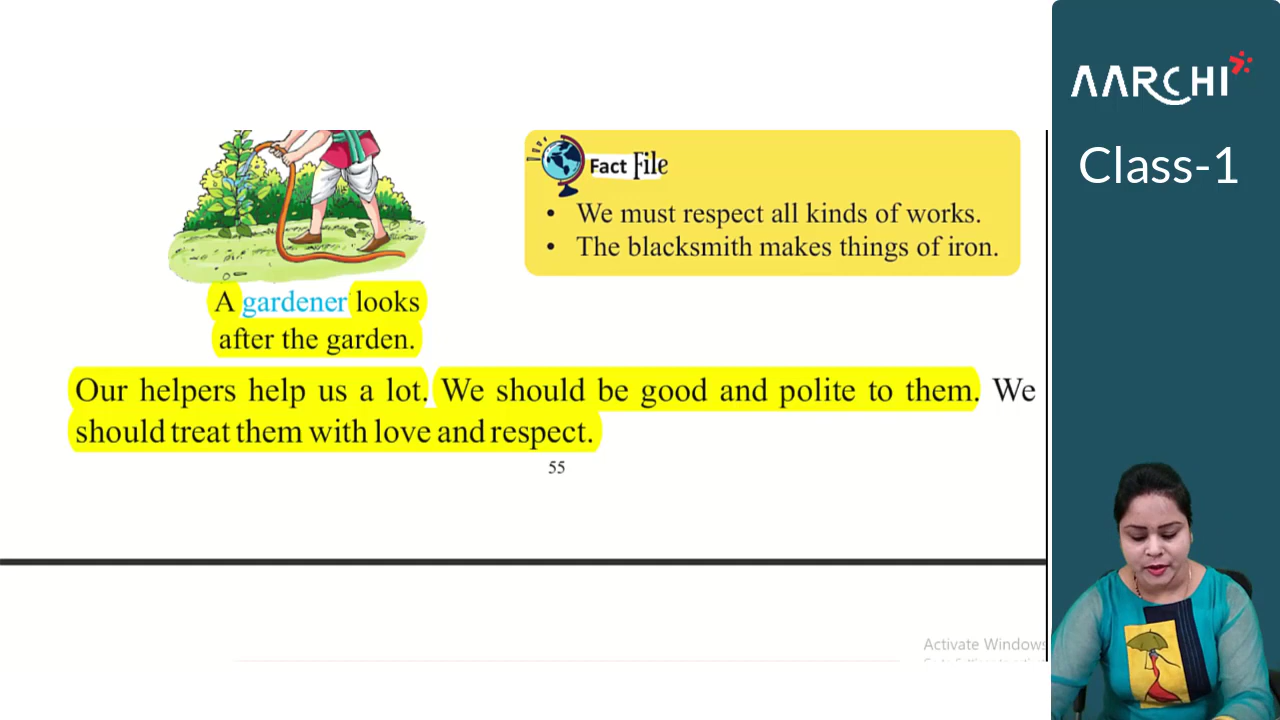 AARCHI
Class-1
Fact File
• We must respect all kinds of works.
• The blacksmith makes things of iron.
A gardener looks
after the garden.
Our helpers help us a lot. We should be good and polite to them. We
should treat them with love and respect.
55
Activate Windows